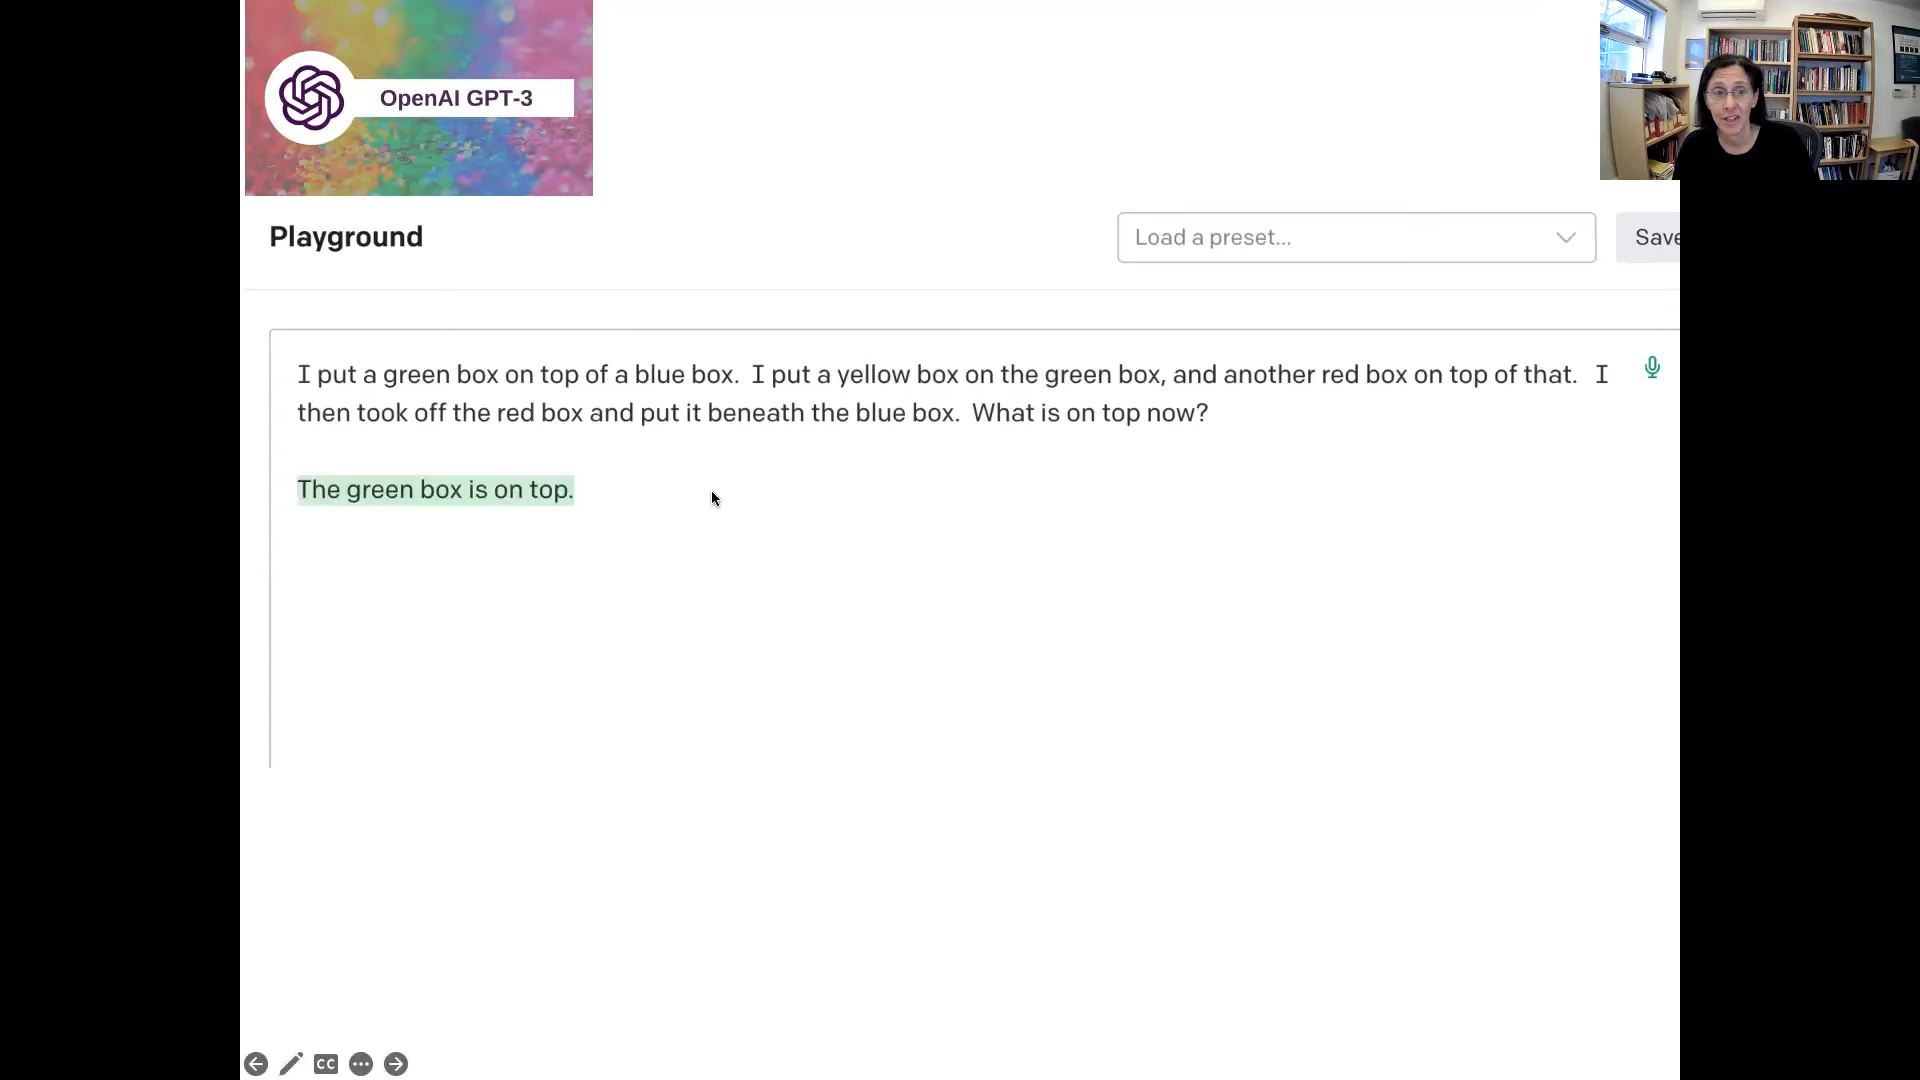 OpenAI GPT-3
Playground
Load a preset...
Save
I put a green box on top of a blue box.  I put a yellow box on the green box, and another red box on top of that.   I
then took off the red box and put it beneath the blue box.  What is on top now?
The green box is on top.
CC